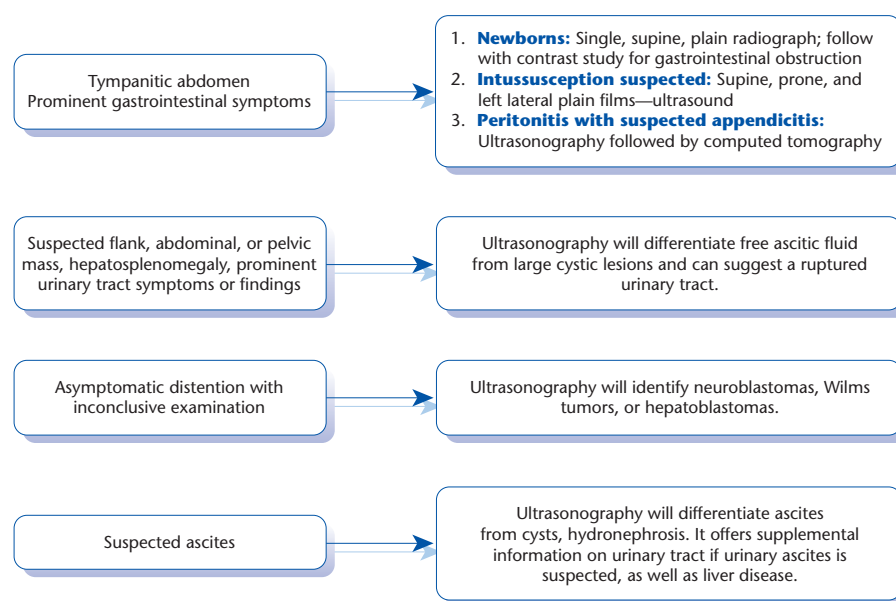 Tympanitic abdomen
Prominent gastrointestinal symptoms
1. Newborns: Single, supine, plain radiograph; follow
with contrast study for gastrointestinal obstruction
2. Intussusception suspected: Supine, prone, and
left lateral plain films—ultrasound
3. Peritonitis with suspected appendicitis:
Ultrasonography followed by computed tomography
Suspected flank, abdominal, or pelvic
mass, hepatosplenomegaly, prominent
urinary tract symptoms or findings
Ultrasonography will differentiate free ascitic fluid
from large cystic lesions and can suggest a ruptured
urinary tract.
Asymptomatic distention with
inconclusive examination
Ultrasonography will identify neuroblastomas, Wilms
tumors, or hepatoblastomas.
Suspected ascites
Ultrasonography will differentiate ascites
from cysts, hydronephrosis. It offers supplemental
information on urinary tract if urinary ascites is
suspected, as well as liver disease.